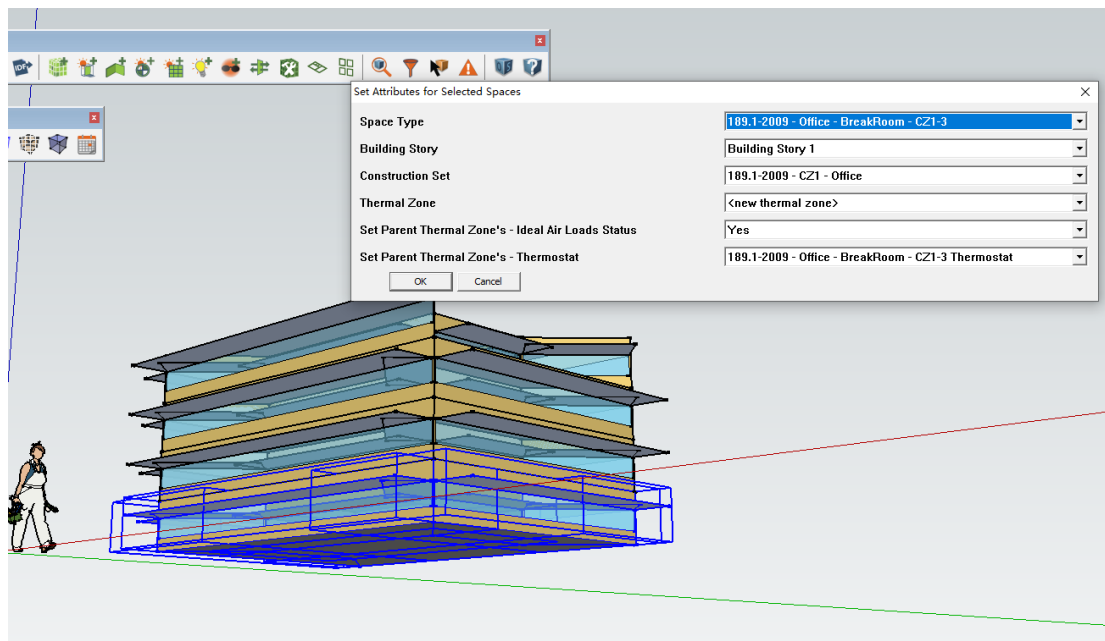 IDF
Set Attributes for Selected Spaces
Space Type 189.1-2009 - Office - BreakRoom - CZ1-3
Building Story Building Story 1
Construction Set 189.1-2009 - CZ1 - Office
Thermal Zone <new thermal zone>
Set Parent Thermal Zone's - Ideal Air Loads Status Yes
Set Parent Thermal Zone's - Thermostat 189.1-2009 - Office - BreakRoom - CZ1-3 Thermostat
OK Cancel